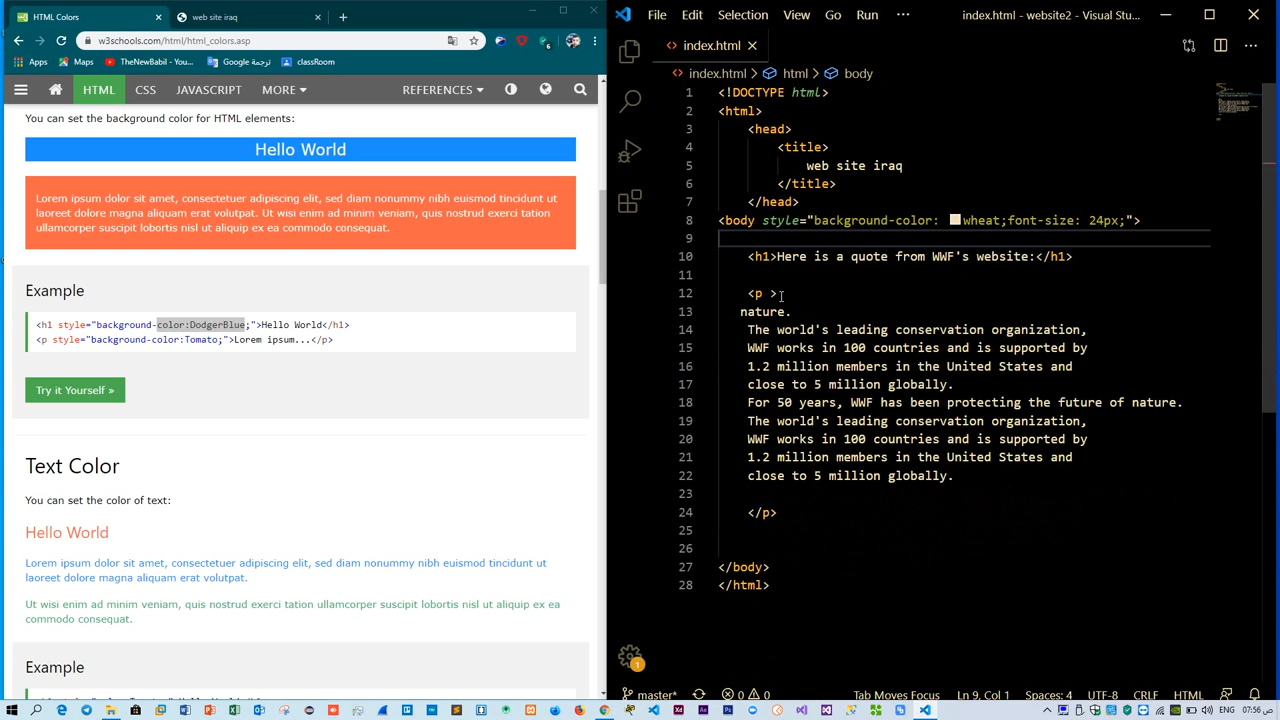 HTML Colors
web site iraq
w3schools.com/html/html_colors.asp
Apps
Maps
TheNewBabil - You...
Google ترجمة
classRoom
HTML
CSS
JAVASCRIPT
MORE
REFERENCES
You can set the background color for HTML elements:
Hello World
Lorem ipsum dolor sit amet, consectetuer adipiscing elit, sed diam nonummy nibh euismod tincidunt ut
laoreet dolore magna aliquam erat volutpat. Ut wisi enim ad minim veniam, quis nostrud exerci tation
ullamcorper suscipit lobortis nisl ut aliquip ex ea commodo consequat.
Example
<h1 style="background-color:DodgerBlue;">Hello World</h1>
<p style="background-color:Tomato;">Lorem ipsum...</p>
Try it Yourself »
Text Color
You can set the color of text:
Hello World
Lorem ipsum dolor sit amet, consectetuer adipiscing elit, sed diam nonummy nibh euismod tincidunt ut
laoreet dolore magna aliquam erat volutpat.
Ut wisi enim ad minim veniam, quis nostrud exerci tation ullamcorper suscipit lobortis nisl ut aliquip ex ea
commodo consequat.
Example
File Edit Selection View Go Run ... index.html - website2 - Visual Stu...
index.html
index.html > html > body
1 <!DOCTYPE html>
2 <html>
3 <head>
4 <title>
5 web site iraq
6 </title>
7 </head>
8 <body style="background-color: wheat;font-size: 24px;">
9
10 <h1>Here is a quote from WWF's website:</h1>
11
12 <p >
13 nature.
14 The world's leading conservation organization,
15 WWF works in 100 countries and is supported by
16 1.2 million members in the United States and
17 close to 5 million globally.
18 For 50 years, WWF has been protecting the future of nature.
19 The world's leading conservation organization,
20 WWF works in 100 countries and is supported by
21 1.2 million members in the United States and
22 close to 5 million globally.
23
24 </p>
25
26
27 </body>
28 </html>
1
master* 0 0 Tab Moves Focus Ln 9, Col 1 Spaces: 4 UTF-8 CRLF HTML
ENG 07:56 ص